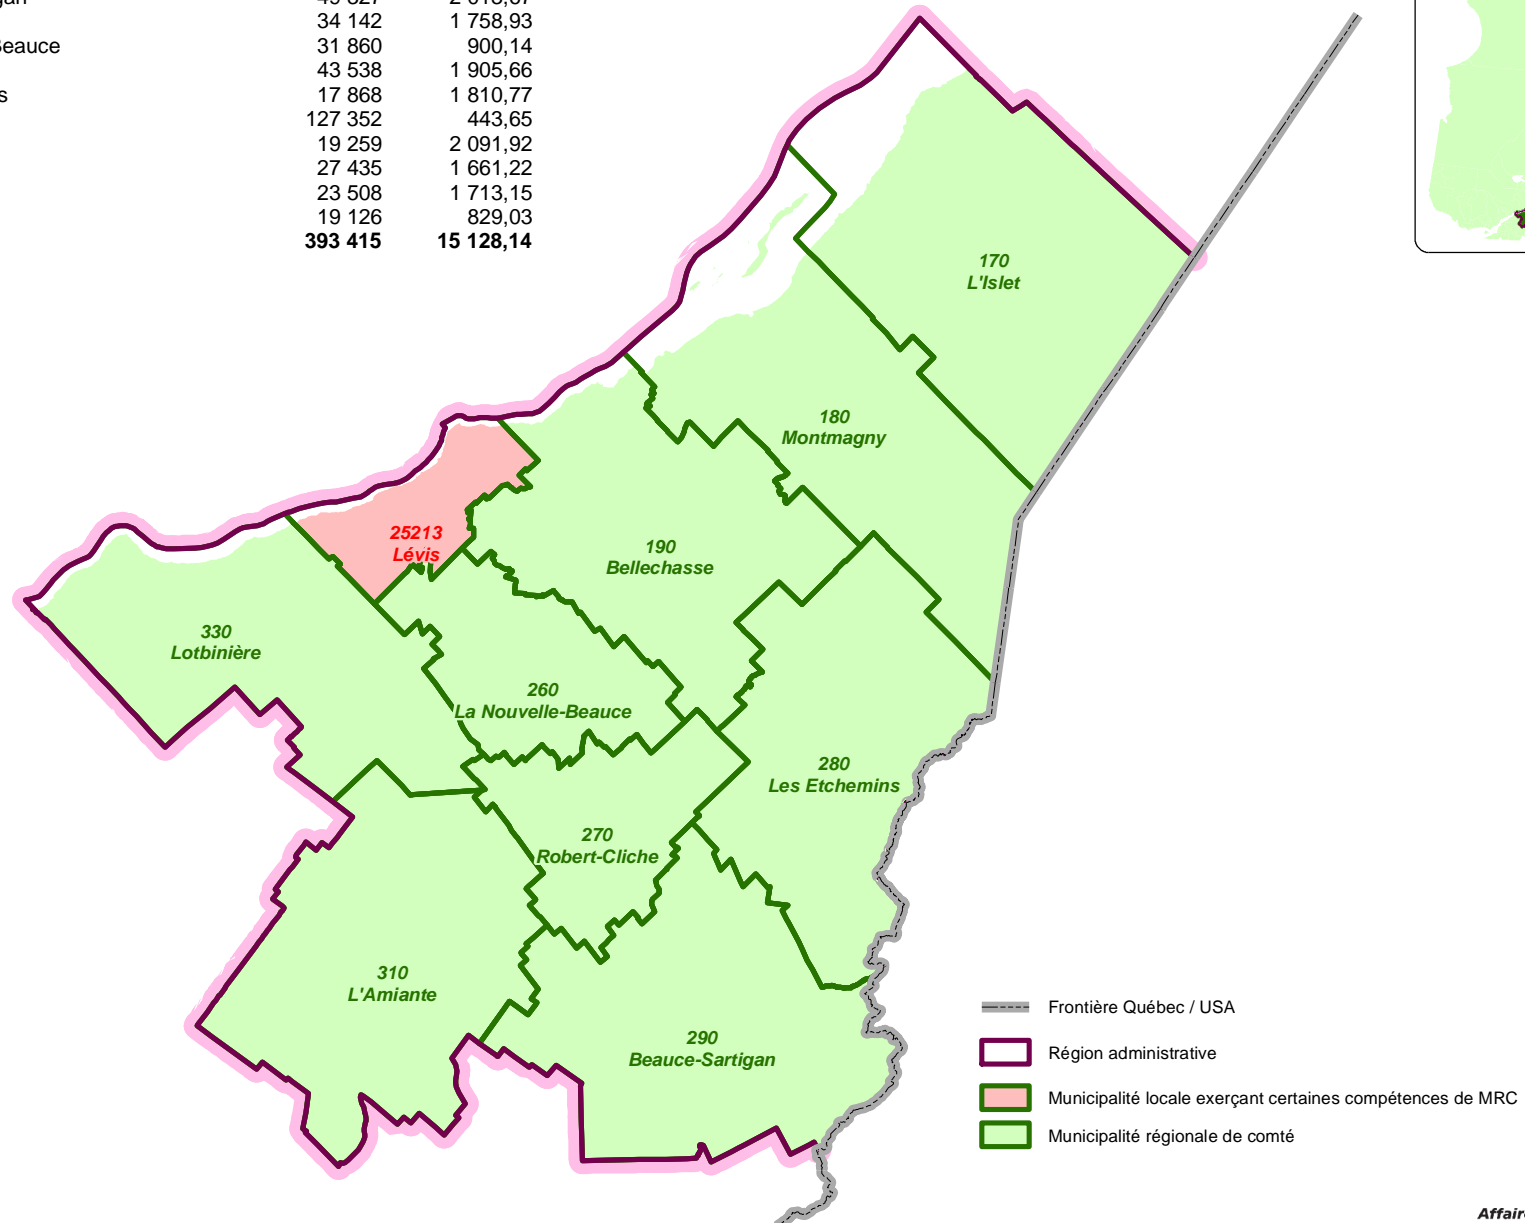 34 142 1 758,93
31 860 900,14
43 538 1 905,66
17 868 1 810,77
127 352 443,65
19 259 2 091,92
27 435 1 661,22
23 508 1 713,15
19 126 829,03
393 415 15 128,14
170
L'Islet
180
Montmagny
25213
Lévis
190
Bellechasse
330
Lotbinière
260
La Nouvelle-Beauce
280
Les Etchemins
270
Robert-Cliche
310
L'Amiante
290
Beauce-Sartigan
Frontière Québec / USA
Région administrative
Municipalité locale exerçant certaines compétences de MRC
Municipalité régionale de comté